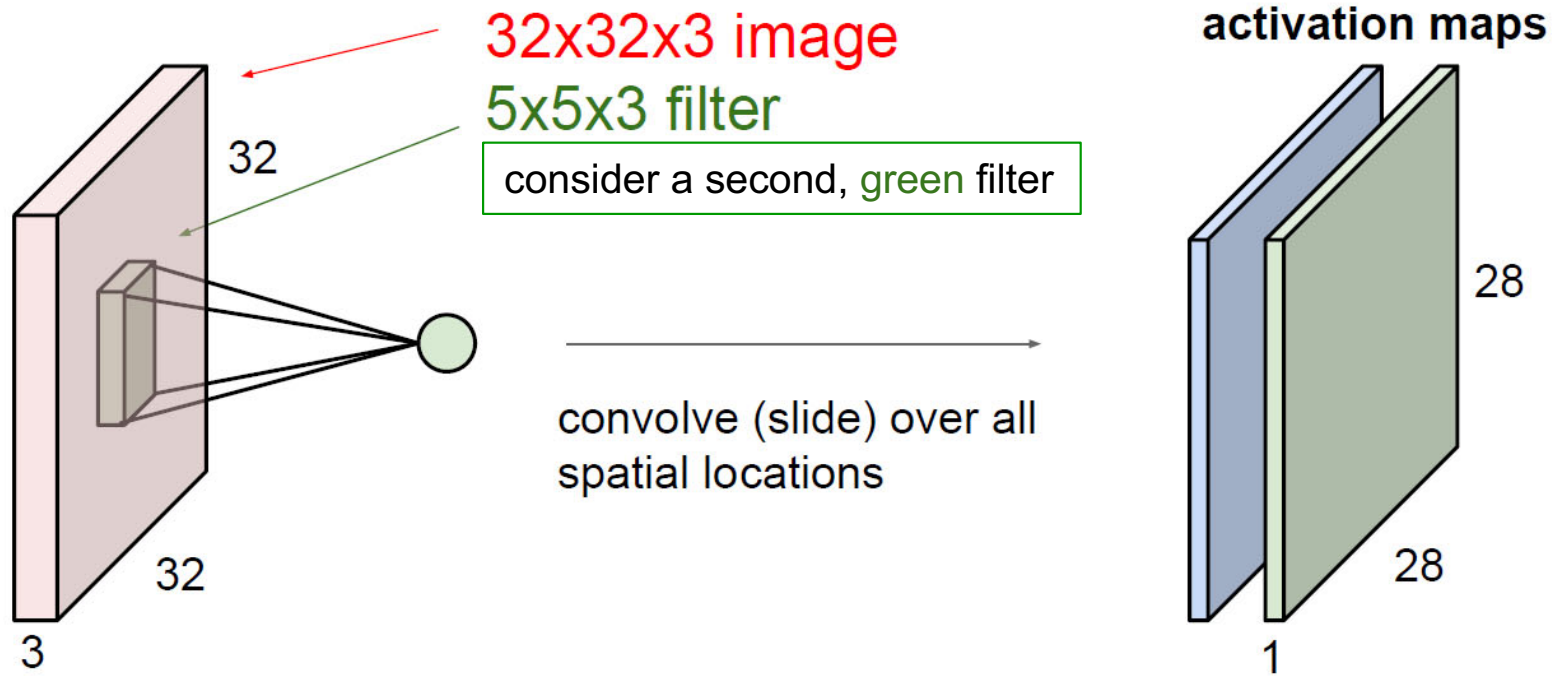 32x32x3 image
5x5x3 filter
consider a second, green filter
32
32
3
convolve (slide) over all
spatial locations
activation maps
28
28
1